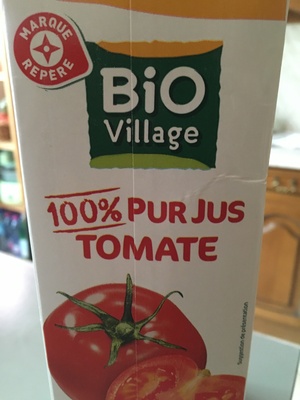 MARQUE
REPÈRE
BiO
Village
100% PUR JUS
TOMATE
Suggestion de présentation